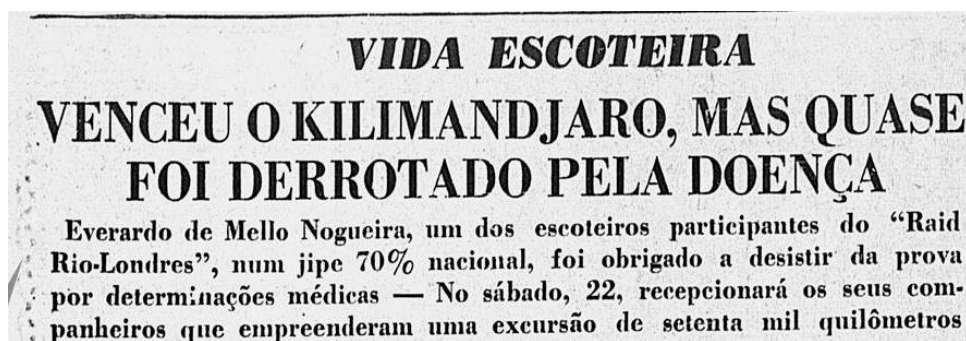 VIDA ESCOTEIRA
VENCEU O KILIMANDJARO, MAS QUASE
FOI DERROTADO PELA DOENÇA
Everardo de Mello Nogueira, um dos escoteiros participantes do “Raid
Rio-Londres”, num jipe 70% nacional, foi obrigado a desistir da prova
por determinações médicas — No sábado, 22, recepcionará os seus com-
panheiros que empreenderam uma excursão de setenta mil quilômetros